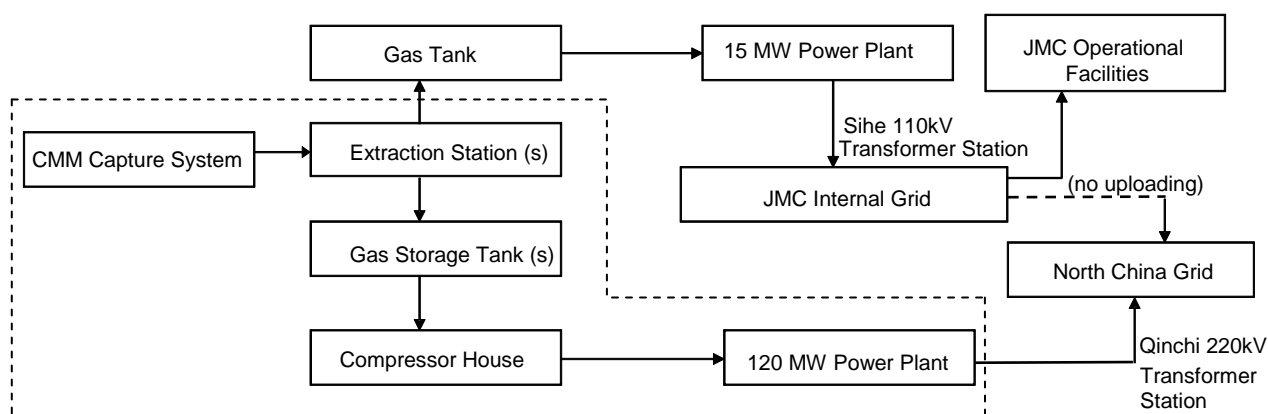 Gas Tank
15 MW Power Plant
JMC Operational
Facilities
CMM Capture System
Extraction Station (s)
Sihe 110kV
Transformer Station
JMC Internal Grid
(no uploading)
Gas Storage Tank (s)
North China Grid
Compressor House
120 MW Power Plant
Qinchi 220kV
Transformer
Station